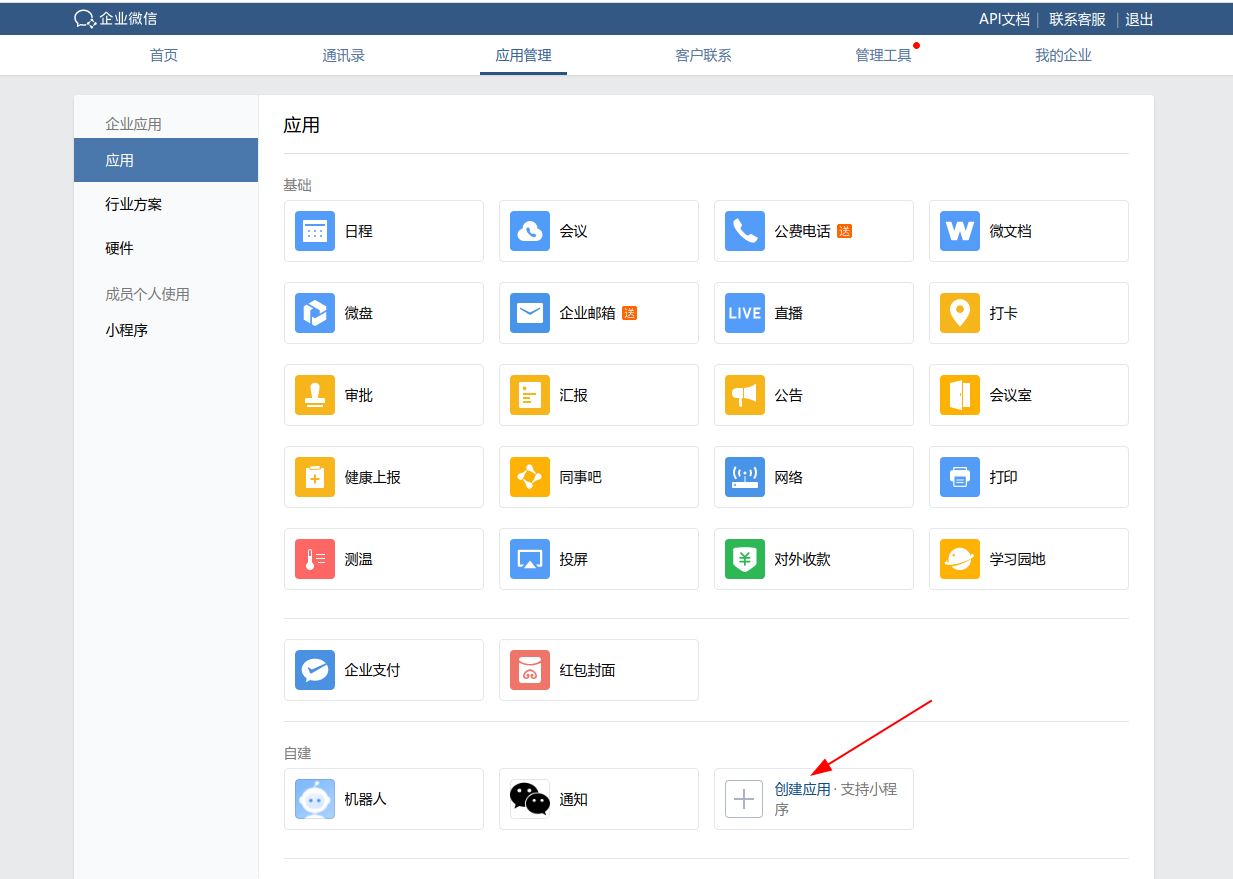 企业微信
API文档 | 联系客服 | 退出
首页 通讯录 应用管理 客户联系 管理工具 我的企业
企业应用
应用
行业方案
硬件
成员个人使用
小程序
应用
基础
日程 会议 公费电话 送 微文档
微盘 企业邮箱 送 LIVE 直播 打卡
审批 汇报 公告 会议室
健康上报 同事吧 网络 打印
测温 投屏 对外收款 学习园地
企业支付 红包封面
自建
机器人 通知 创建应用 · 支持小程
序